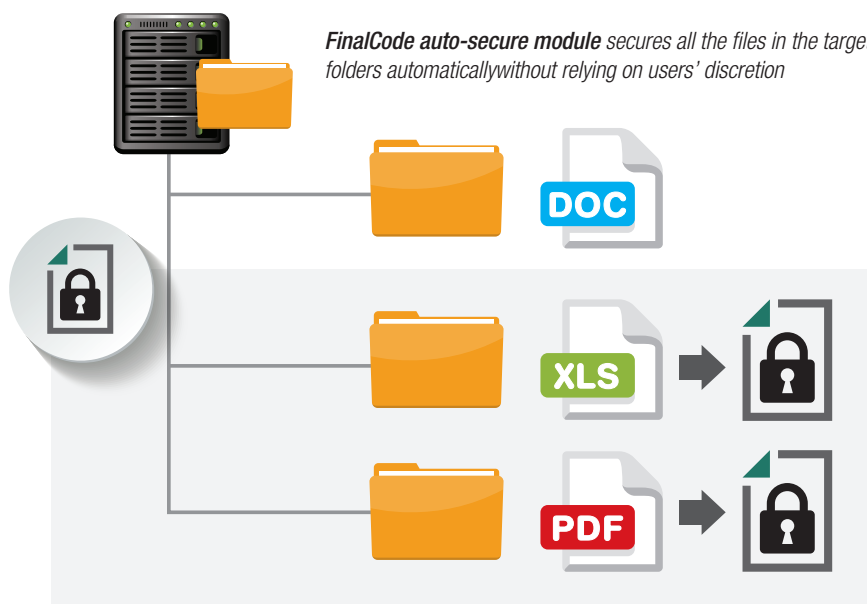 FinalCode auto-secure module secures all the files in the targe
folders automaticallywithout relying on users’ discretion
DOC
XLS
PDF